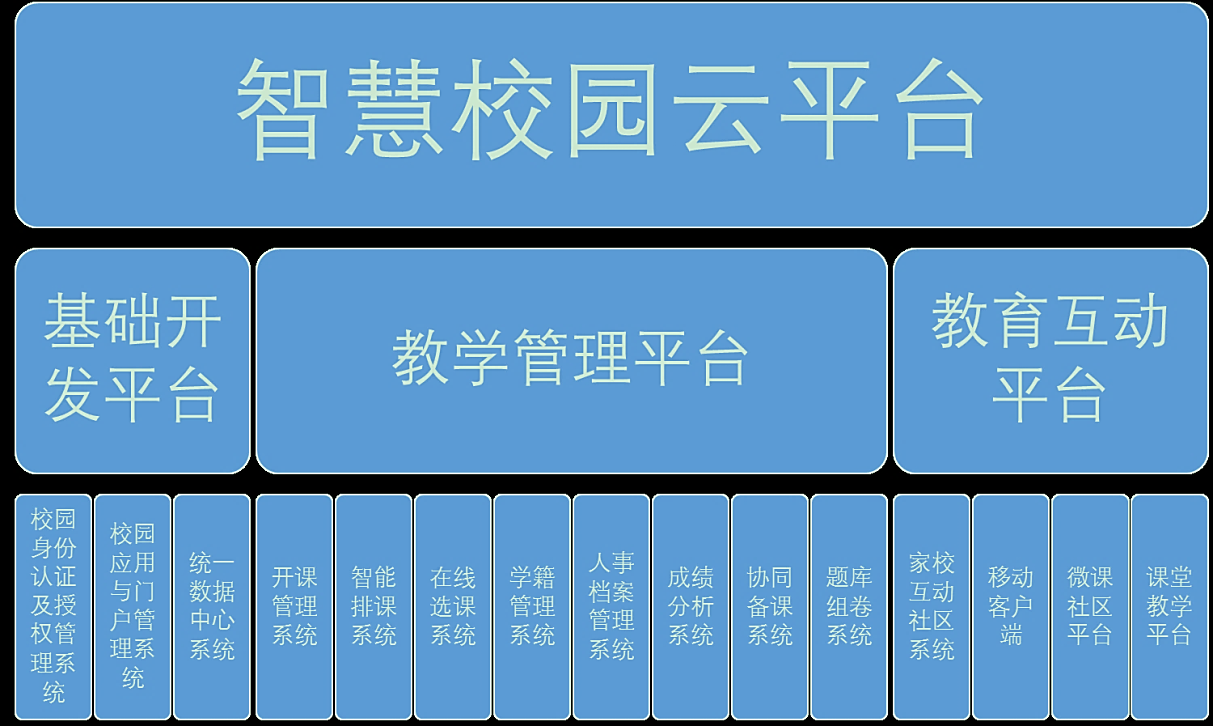 智慧校园云平台
基础开
发平台
教学管理平台
教育互动
平台
校园
身份
认证
及授
权管
理系
统
校园
应用
与门
户管
理系
统
统一
数据
中心
系统
开课
管理
系统
智能
排课
系统
在线
选课
系统
学籍
管理
系统
人事
档案
管理
系统
成绩
分析
系统
协同
备课
系统
题库
组卷
系统
家校
互动
社区
系统
移动
客户
端
微课
社区
平台
课堂
教学
平台